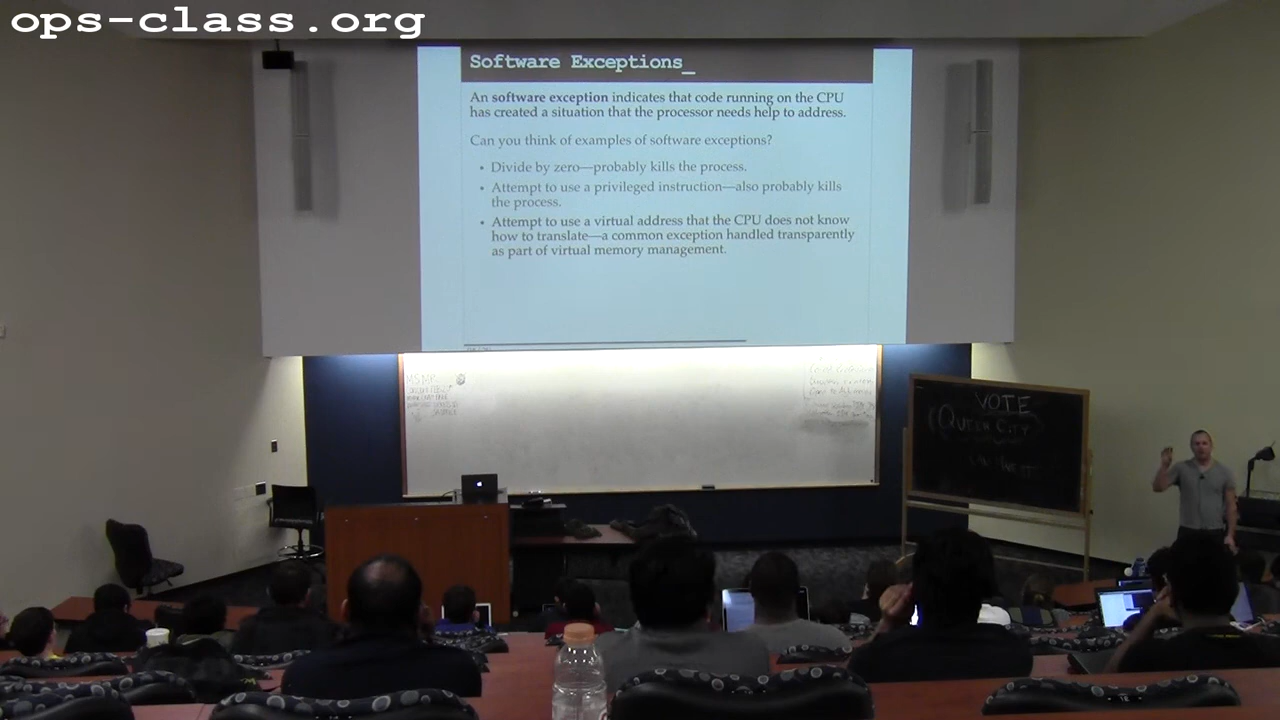 ops-class.org
Software Exceptions_
An software exception indicates that code running on the CPU
has created a situation that the processor needs help to address.
Can you think of examples of software exceptions?
• Divide by zero—probably kills the process.
• Attempt to use a privileged instruction—also probably kills
the process.
• Attempt to use a virtual address that the CPU does not know
how to translate—a common exception handled transparently
as part of virtual memory management.
VOTE
QUEEN CITY